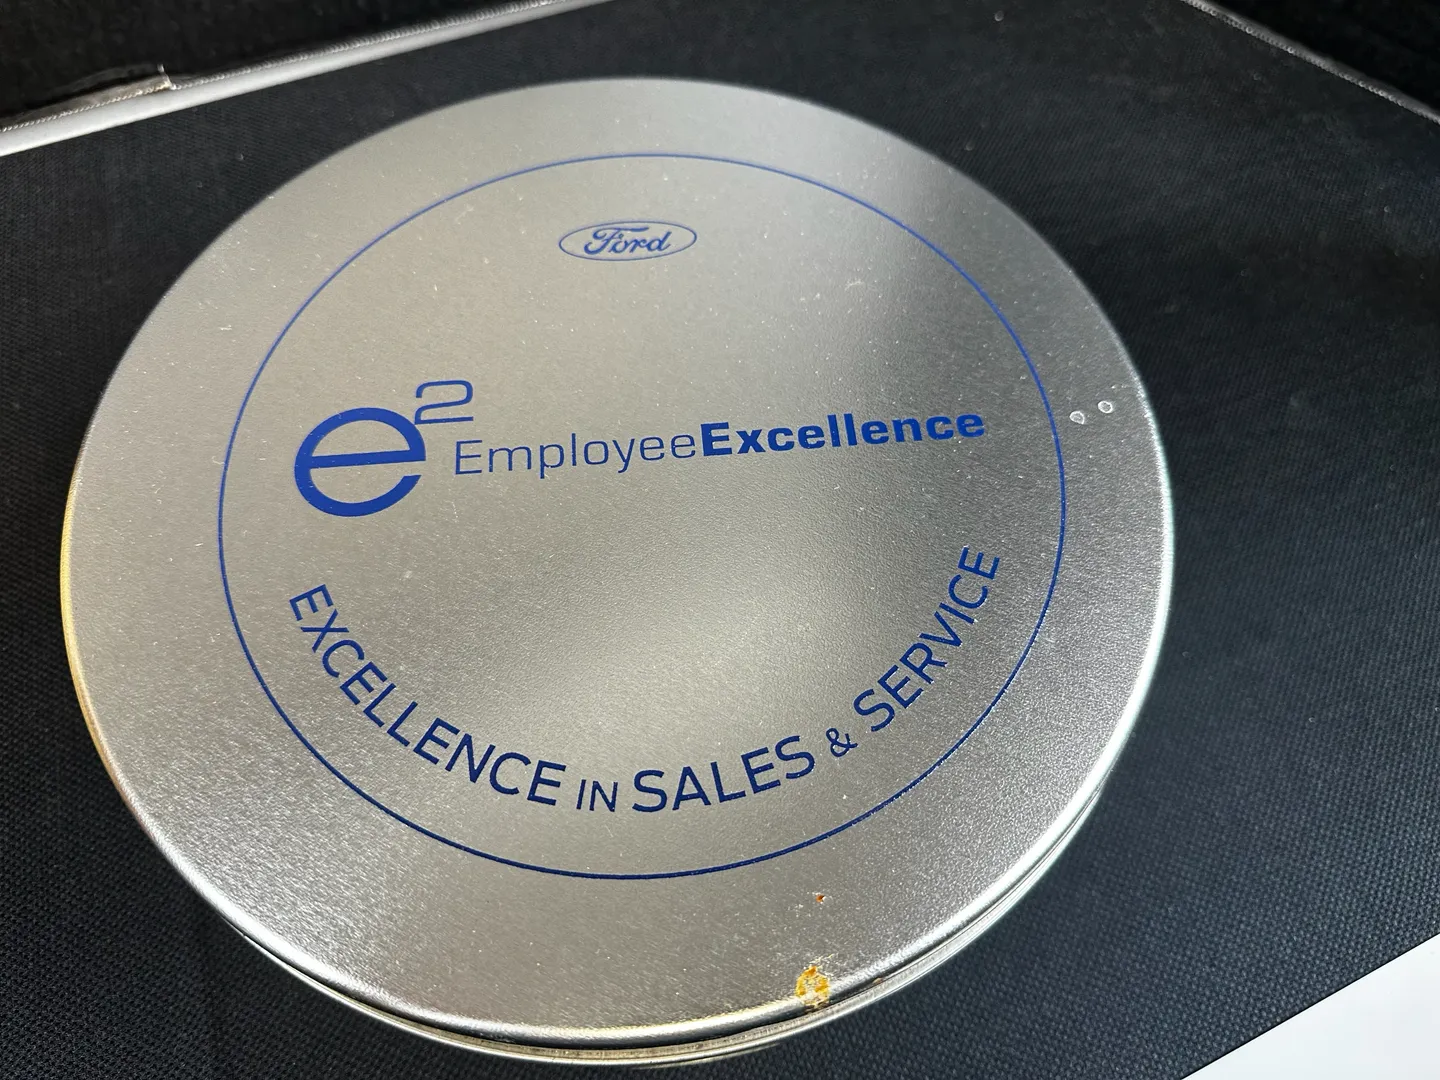 Ford
e²
EmployeeExcellence
EXCELLENCE IN SALES & SERVICE